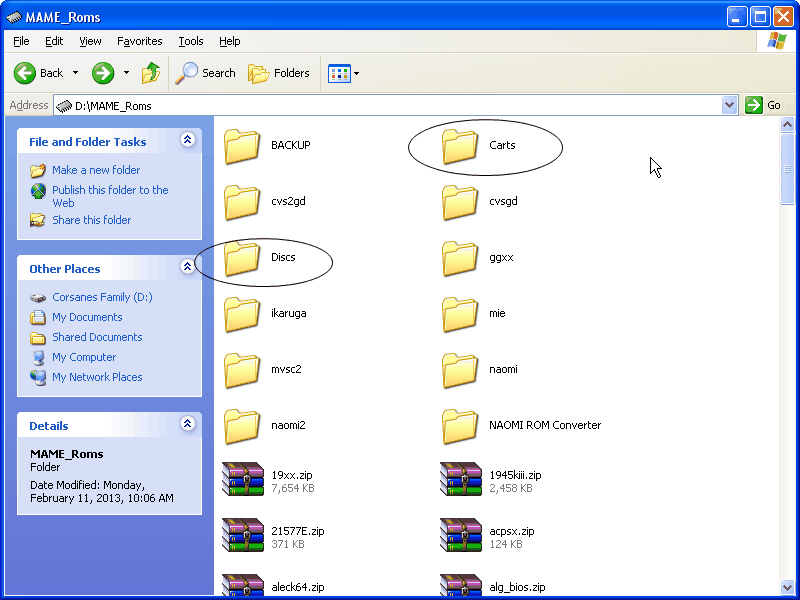 MAME_Roms
File Edit View Favorites Tools Help
Back Search Folders
Address D:\MAME_Roms Go
File and Folder Tasks
Make a new folder
Publish this folder to the
Web
Share this folder
Other Places
Corsanes Family (D:)
My Documents
Shared Documents
My Computer
My Network Places
Details
MAME_Roms
Folder
Date Modified: Monday,
February 11, 2013, 10:06 AM
BACKUP Carts
cvs2gd cvsgd
Discs ggxx
ikaruga mie
mvsc2 naomi
naomi2 NAOMI ROM Converter
19xx.zip 1945kiii.zip
7,654 KB 2,458 KB
21577E.zip acpsx.zip
371 KB 124 KB
aleck64.zip alg_bios.zip